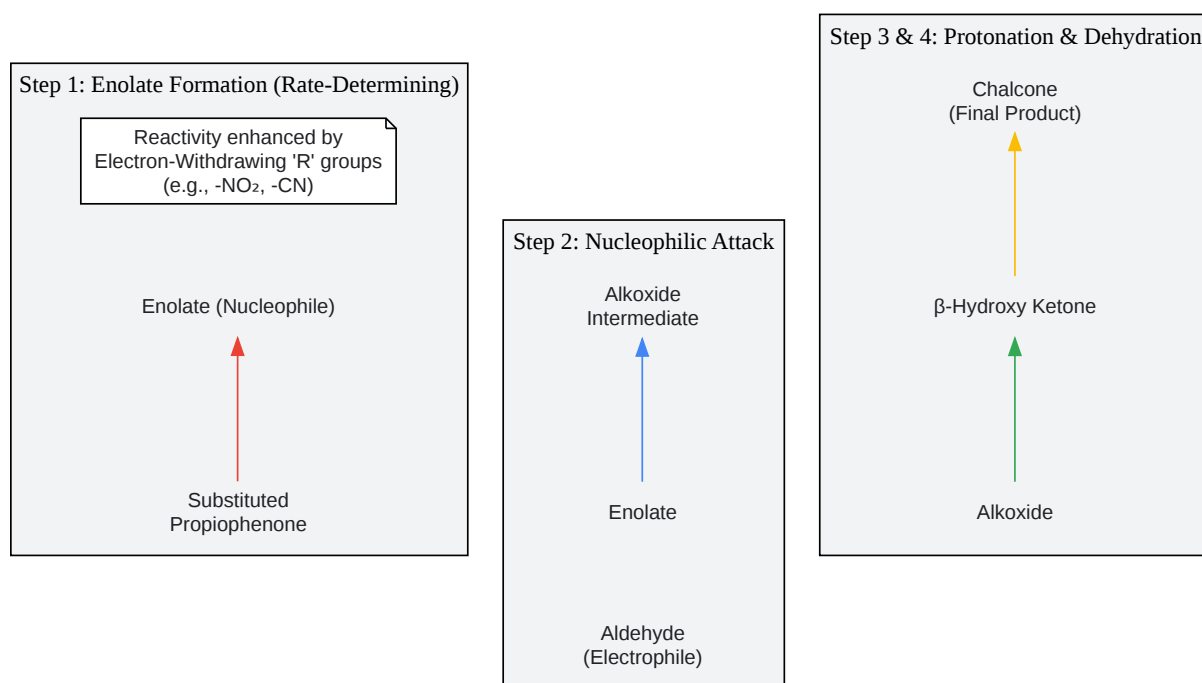 Step 1: Enolate Formation (Rate-Determining)
Reactivity enhanced by
Electron-Withdrawing 'R' groups
(e.g., -NO₂, -CN)
Enolate (Nucleophile)
Substituted
Propiophenone
Step 2: Nucleophilic Attack
Alkoxide
Intermediate
Enolate
Aldehyde
(Electrophile)
Step 3 & 4: Protonation & Dehydration
Chalcone
(Final Product)
β-Hydroxy Ketone
Alkoxide